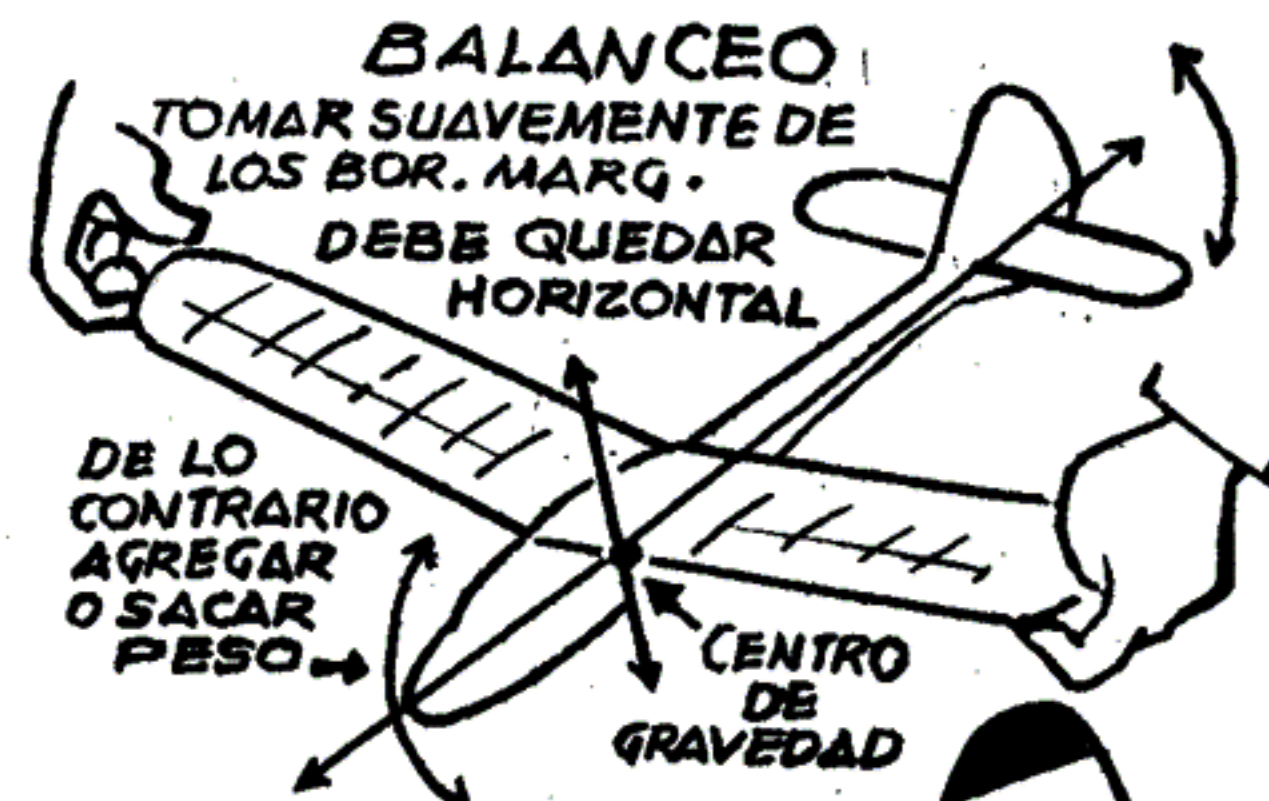 BALANCEO
TOMAR SUAVEMENTE DE
LOS BOR. MARG.
DEBE QUEDAR
HORIZONTAL
DE LO
CONTRARIO
AGREGAR
O SACAR
PESO
CENTRO
DE
GRAVEDAD